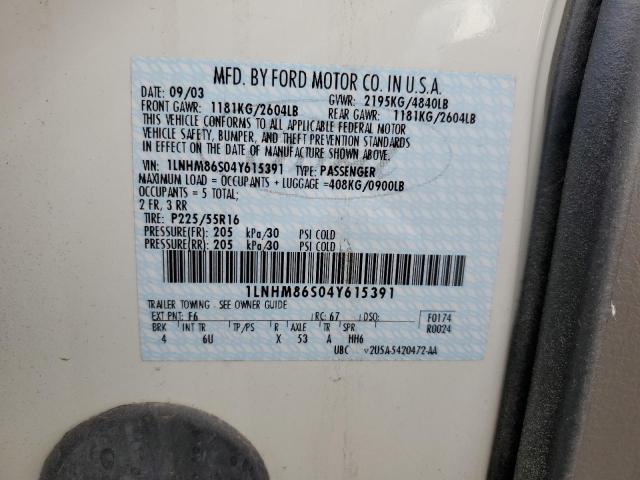 MFD. BY FORD MOTOR CO. IN U.S.A.
DATE: 09/03 GVWR: 2195KG/4840LB
FRONT GAWR: 1181KG/2604LB REAR GAWR: 1181KG/2604LB
THIS VEHICLE CONFORMS TO ALL APPLICABLE FEDERAL MOTOR
VEHICLE SAFETY, BUMPER, AND THEFT PREVENTION STANDARDS
IN EFFECT ON THE DATE OF MANUFACTURE SHOWN ABOVE.
VIN: 1LNHM86S04Y615391 TYPE: PASSENGER
MAXIMUM LOAD = OCCUPANTS + LUGGAGE = 408KG/0900LB
OCCUPANTS = 5 TOTAL;
2 FR, 3 RR
TIRE: P225/55R16
PRESSURE(FR): 205 kPa/30 PSI COLD
PRESSURE(RR): 205 kPa/30 PSI COLD
1LNHM86S04Y615391
TRAILER TOWING - SEE OWNER GUIDE
EXT PNT: F6 RC: 67 DSO: F0174
BRK INT TR TP/PS R AXLE TR SPR R0024
4 6U X 53 A HH6
UBC v2U5A-5420472-AA